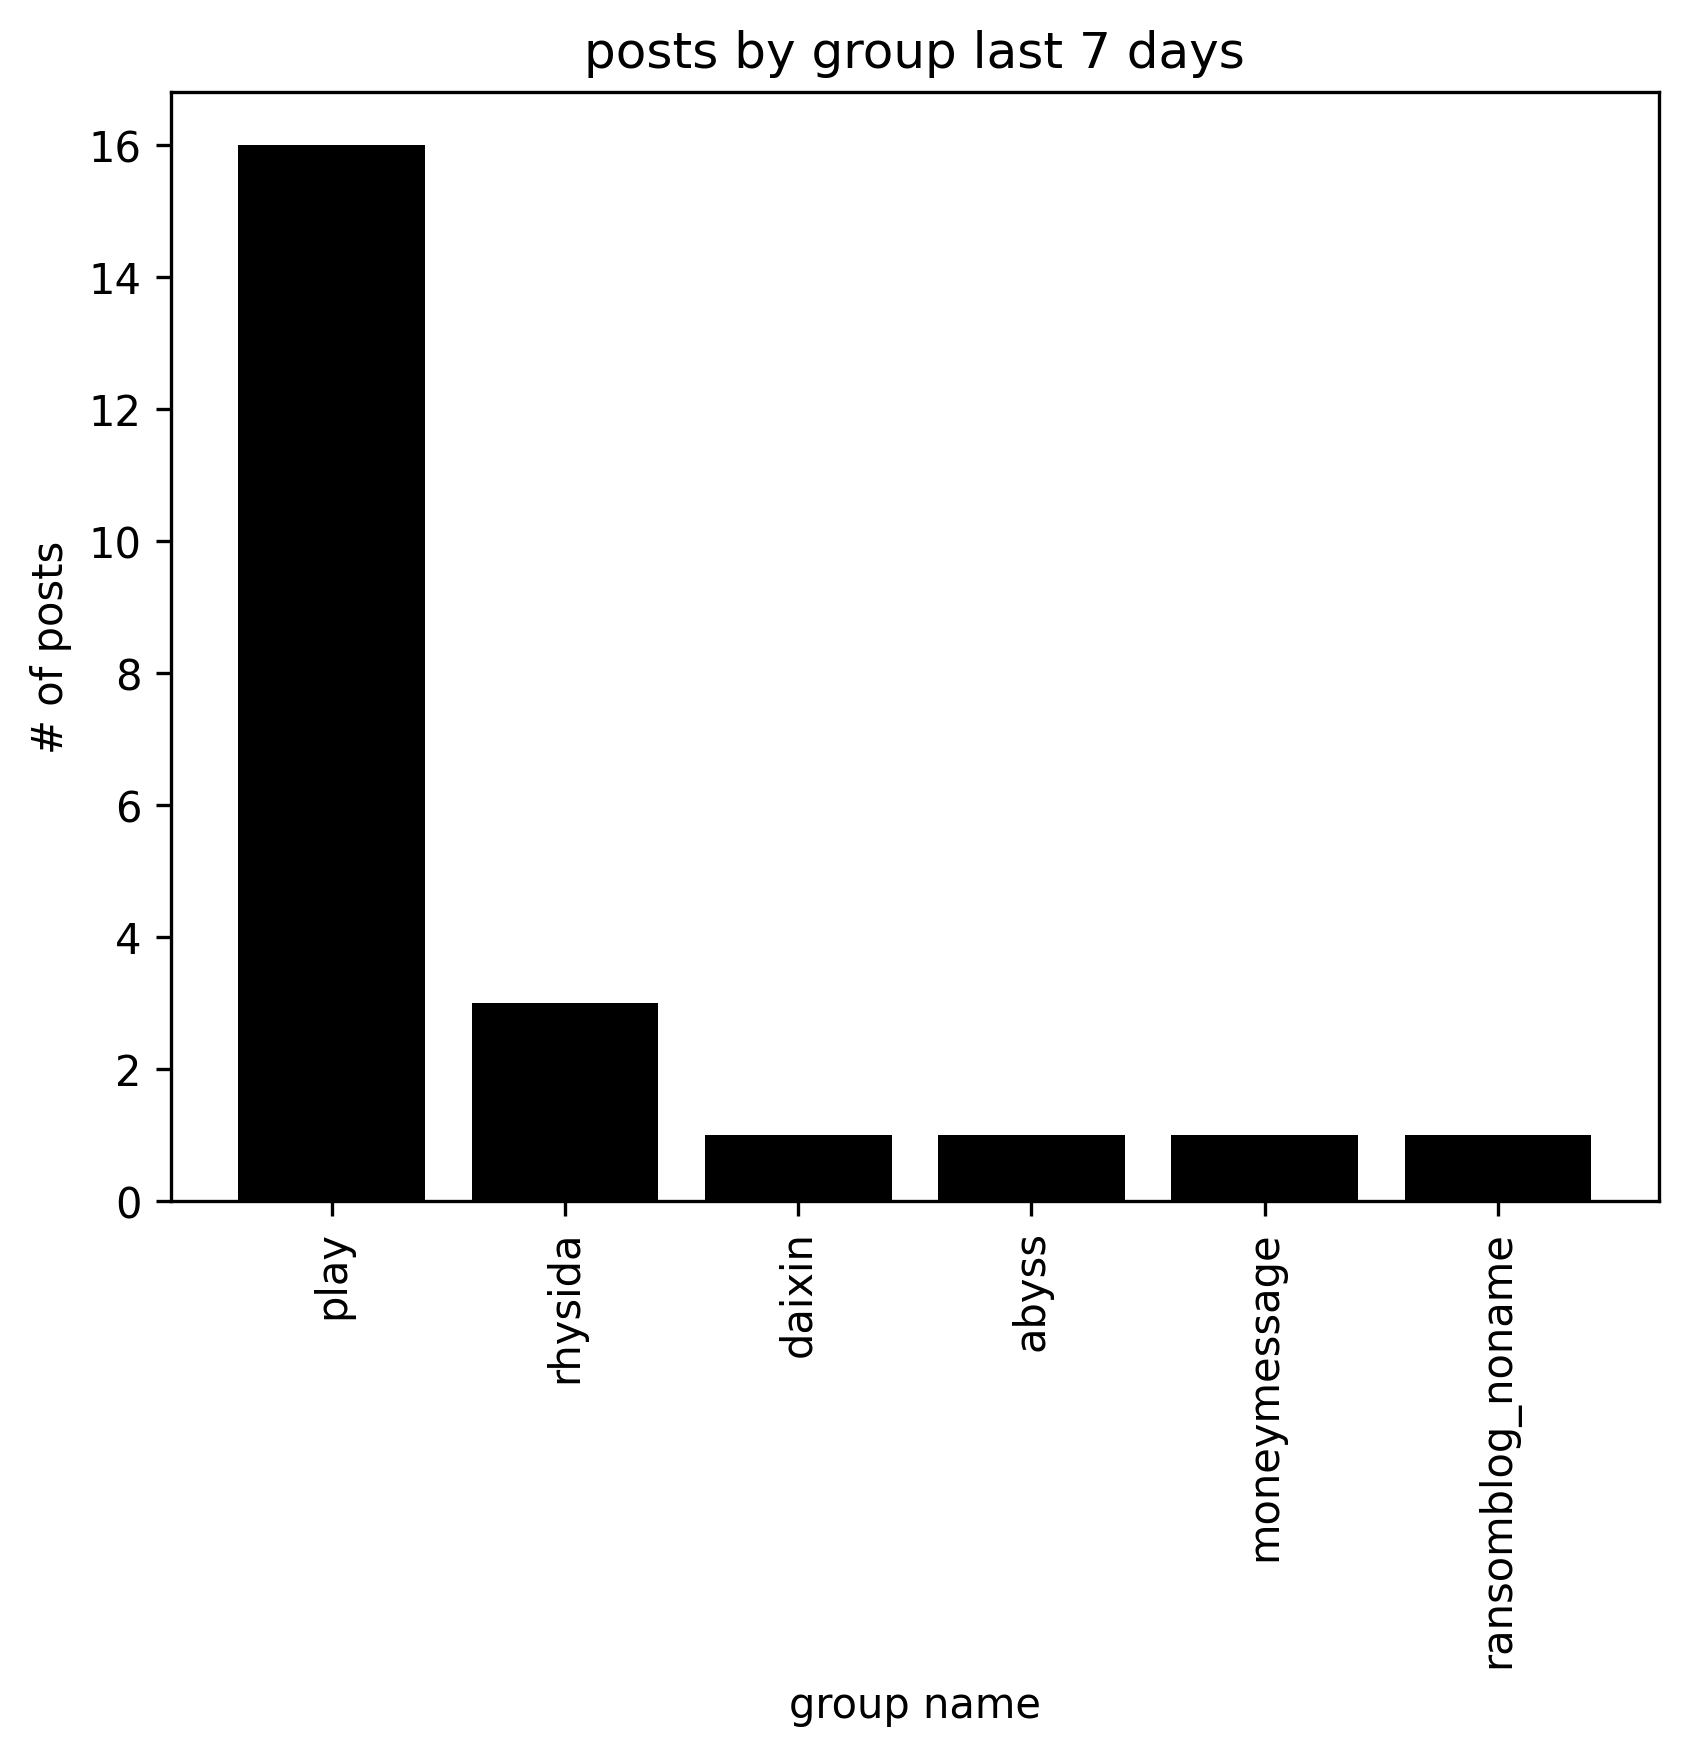 posts by group last 7 days
# of posts
16
14
12
10
8
6
4
2
0
play
rhysida
daixin
abyss
moneymessage
ransomblog_noname
group name